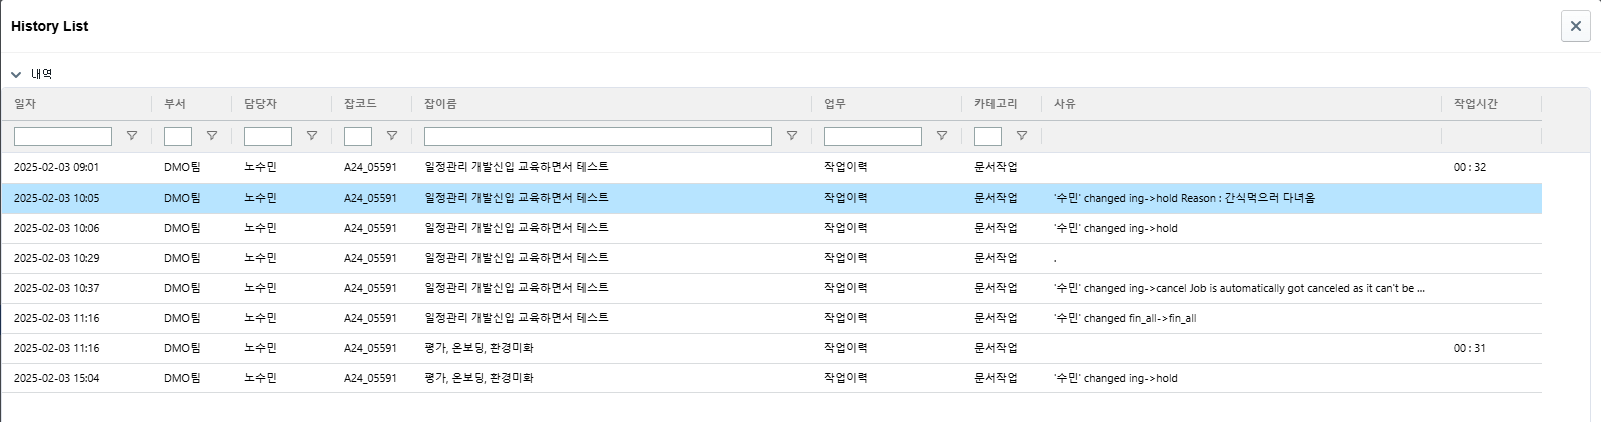 History List
내역
일자 부서 담당자 잡코드 잡이름 업무 카테고리 사유 작업시간
2025-02-03 09:01 DMO팀 노수민 A24_05591 일정관리 개발신입 교육하면서 테스트 작업이력 문서작업 00 : 32
2025-02-03 10:05 DMO팀 노수민 A24_05591 일정관리 개발신입 교육하면서 테스트 작업이력 문서작업 '수민' changed ing->hold Reason : 간식먹으러 다녀옴
2025-02-03 10:06 DMO팀 노수민 A24_05591 일정관리 개발신입 교육하면서 테스트 작업이력 문서작업 '수민' changed ing->hold
2025-02-03 10:29 DMO팀 노수민 A24_05591 일정관리 개발신입 교육하면서 테스트 작업이력 문서작업 .
2025-02-03 10:37 DMO팀 노수민 A24_05591 일정관리 개발신입 교육하면서 테스트 작업이력 문서작업 '수민' changed ing->cancel Job is automatically got canceled as it can't be ...
2025-02-03 11:16 DMO팀 노수민 A24_05591 일정관리 개발신입 교육하면서 테스트 작업이력 문서작업 '수민' changed fin_all->fin_all
2025-02-03 11:16 DMO팀 노수민 A24_05591 평가, 온보딩, 환경미화 작업이력 문서작업 00 : 31
2025-02-03 15:04 DMO팀 노수민 A24_05591 평가, 온보딩, 환경미화 작업이력 문서작업 '수민' changed ing->hold